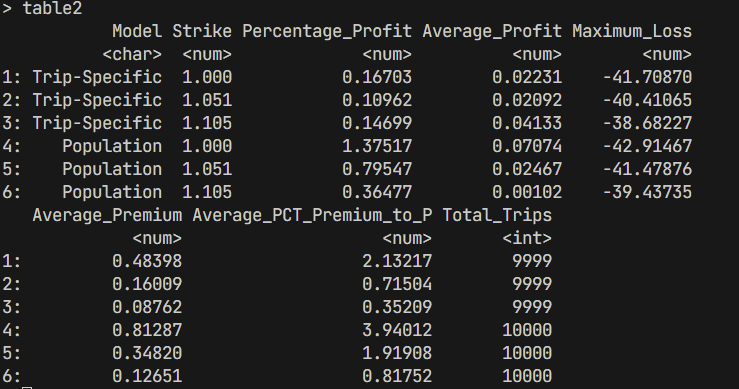 > table2
Model Strike Percentage_Profit Average_Profit Maximum_Loss
<char> <num> <num> <num> <num>
1: Trip-Specific 1.000 0.16703 0.02231 -41.70870
2: Trip-Specific 1.051 0.10962 0.02092 -40.41065
3: Trip-Specific 1.105 0.14699 0.04133 -38.68227
4: Population 1.000 1.37517 0.07074 -42.91467
5: Population 1.051 0.79547 0.02467 -41.47876
6: Population 1.105 0.36477 0.00102 -39.43735
Average_Premium Average_PCT_Premium_to_P Total_Trips
<num> <num> <int>
1: 0.48398 2.13217 9999
2: 0.16009 0.71504 9999
3: 0.08762 0.35209 9999
4: 0.81287 3.94012 10000
5: 0.34820 1.91908 10000
6: 0.12651 0.81752 10000